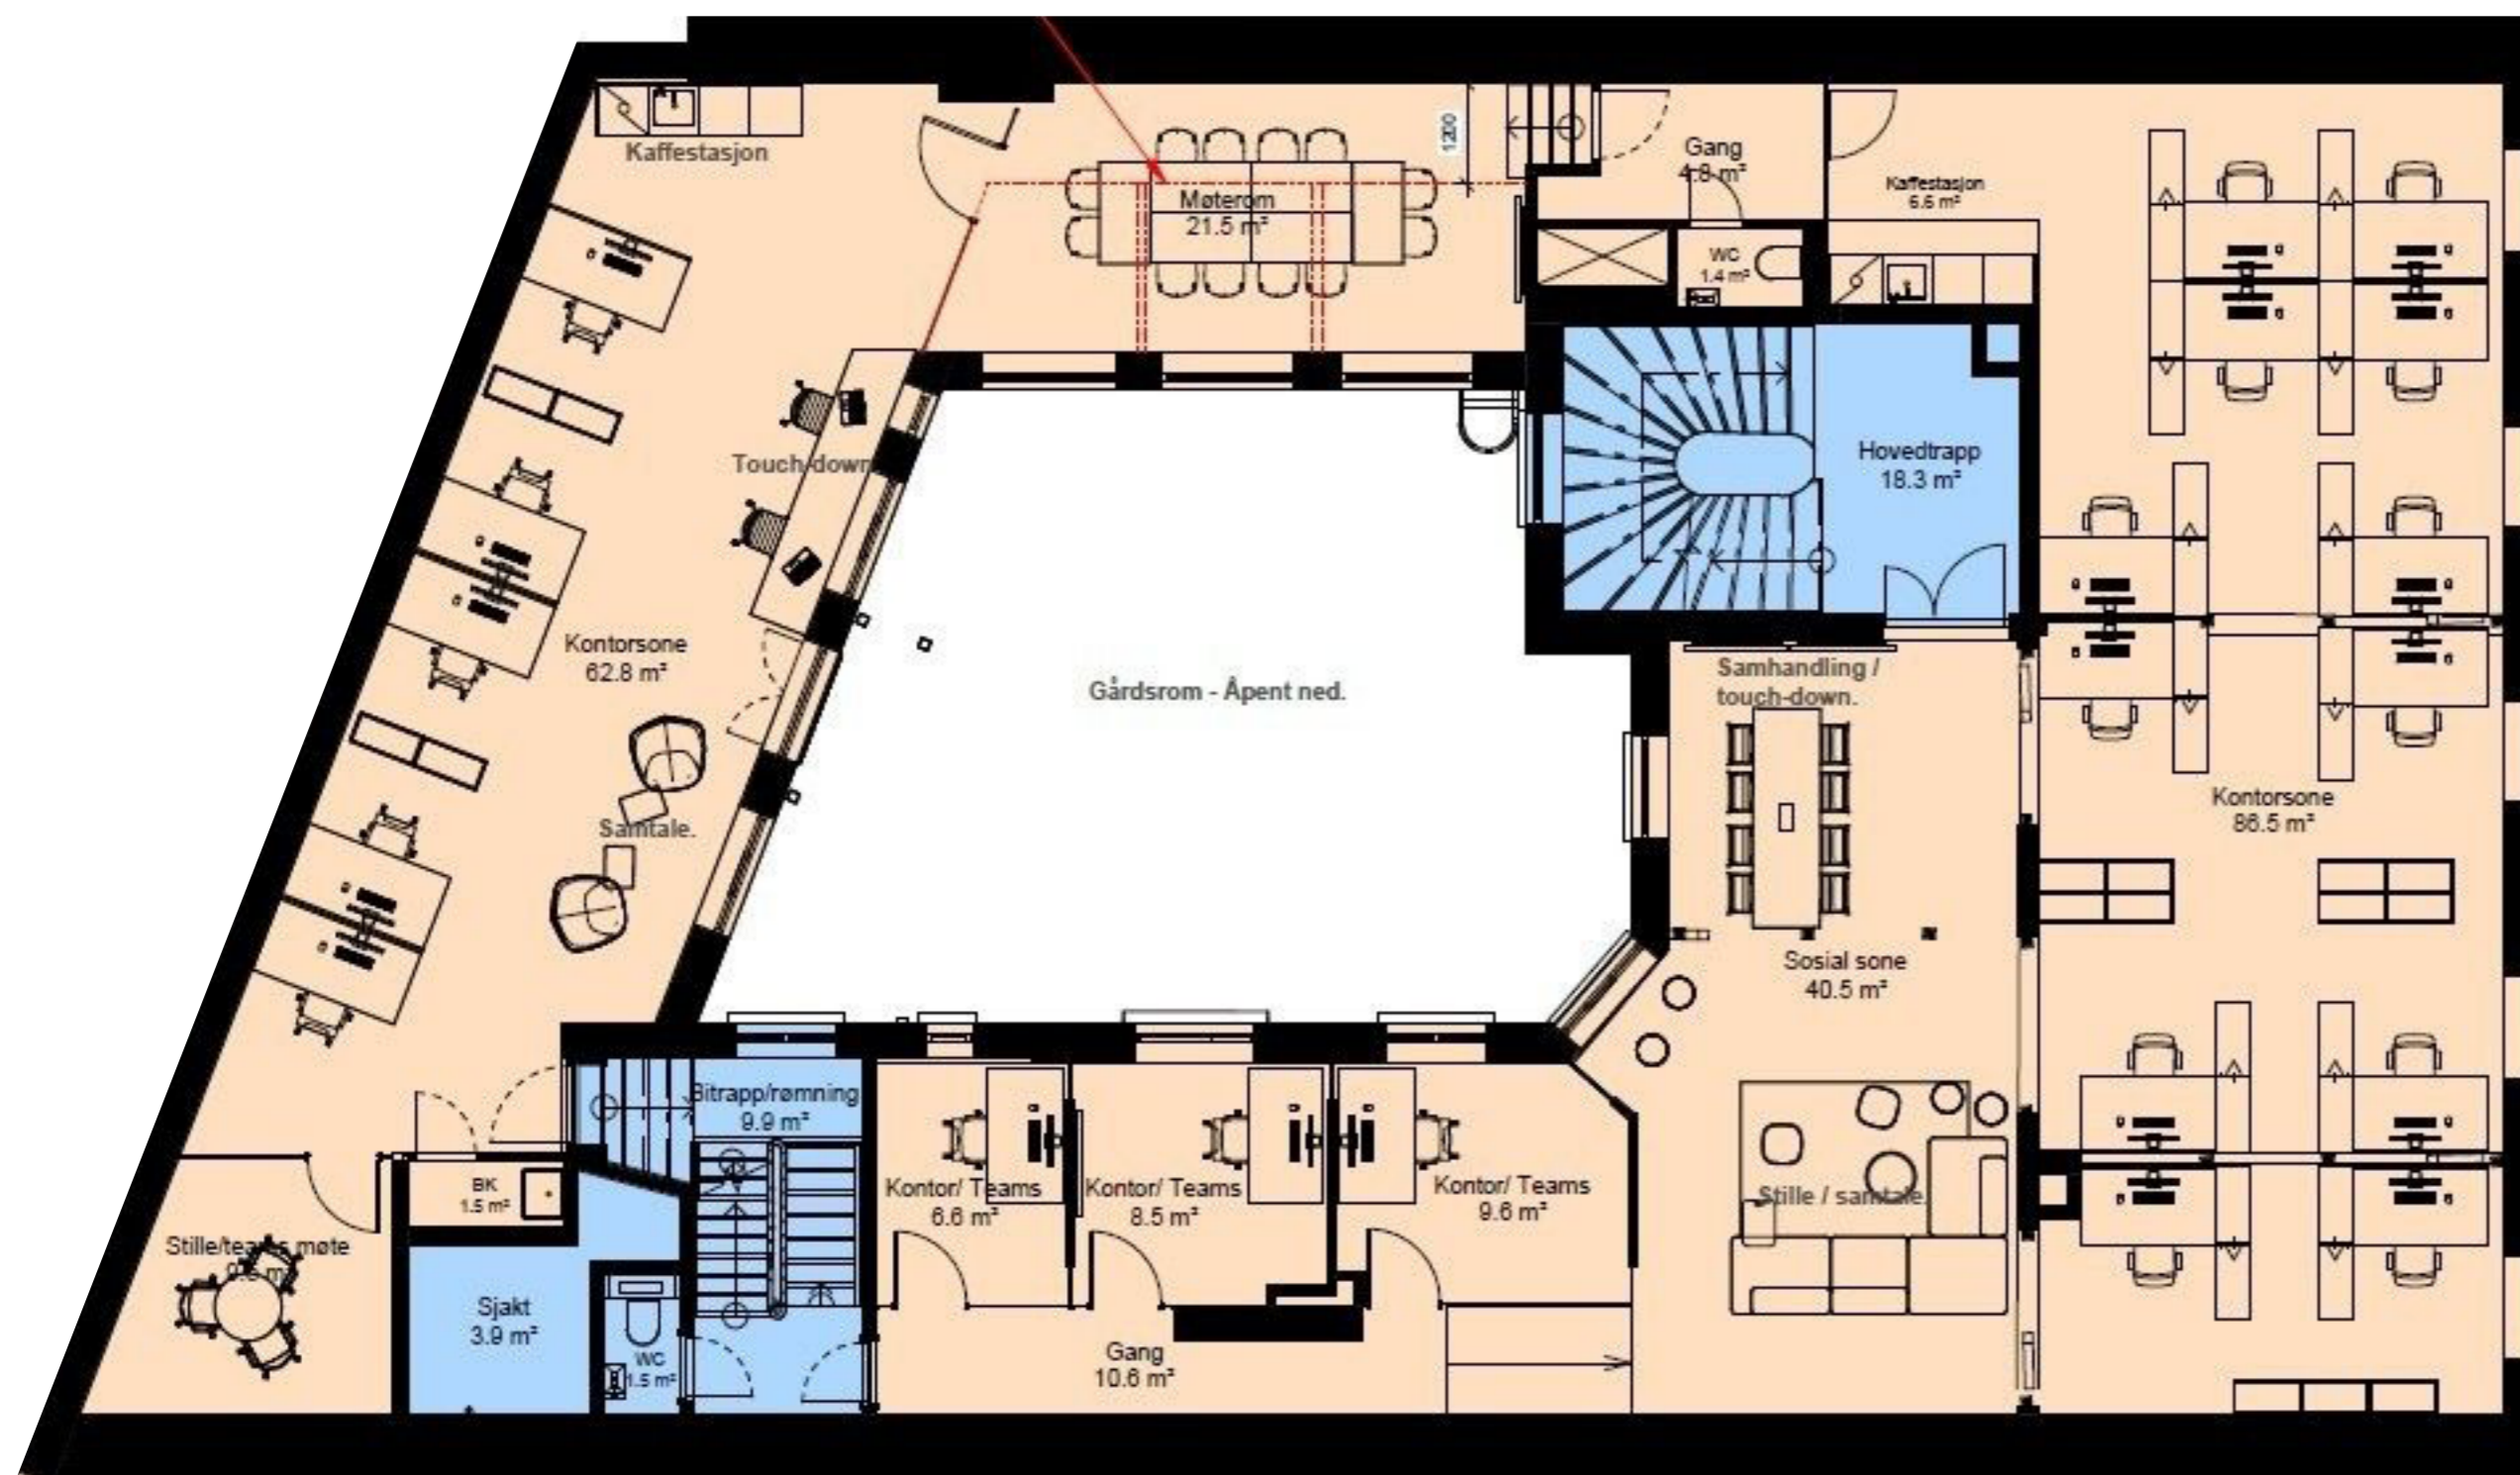 Kaffestasjon
1200
Møterom
21.5 m²
Gang
4.8 m²
Kaffestasjon
6.6 m²
WC
1.4 m²
Touch-down
Hovedtrapp
18.3 m²
Kontorsone
62.8 m²
Gårdsrom - Åpent ned.
Samhandling /
touch-down.
Samtale.
Kontorsone
86.5 m²
Sosial sone
40.5 m²
Bitrapp/rømning
9.9 m²
BK
1.5 m²
Kontor/ Teams
6.6 m²
Kontor/ Teams
8.5 m²
Kontor/ Teams
9.6 m²
Stille / samtale.
Stille/teams møte
Sjakt
3.9 m²
WC
1.5 m²
Gang
10.6 m²